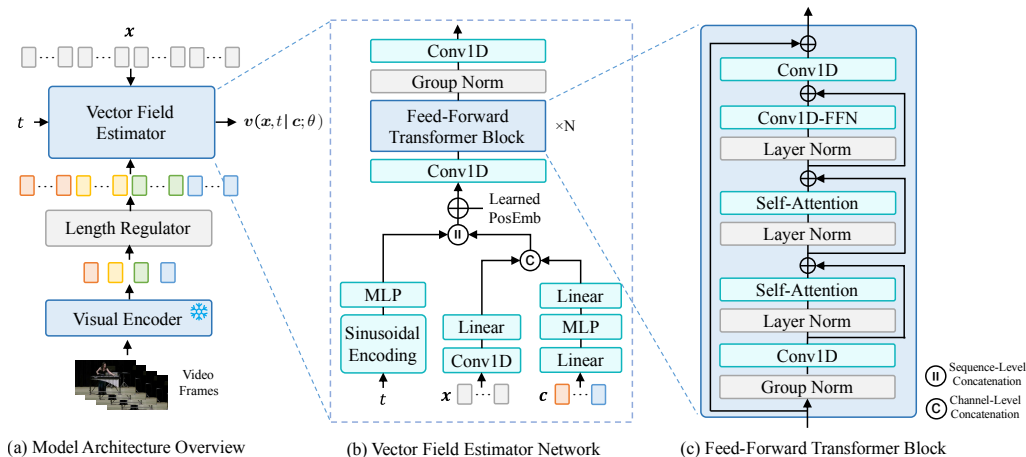 x
Vector Field
Estimator
t
v(x,t| c;θ)
Length Regulator
Visual Encoder
Video
Frames
(a) Model Architecture Overview
Conv1D
Group Norm
Feed-Forward
Transformer Block
×N
Conv1D
Learned
PosEmb
C
MLP
Sinusoidal
Encoding
t
Linear
Conv1D
x
Linear
MLP
Linear
c
(b) Vector Field Estimator Network
Conv1D
Conv1D-FFN
Layer Norm
Self-Attention
Layer Norm
Self-Attention
Layer Norm
Conv1D
Group Norm
Sequence-Level
Concatenation
C
Channel-Level
Concatenation
(c) Feed-Forward Transformer Block